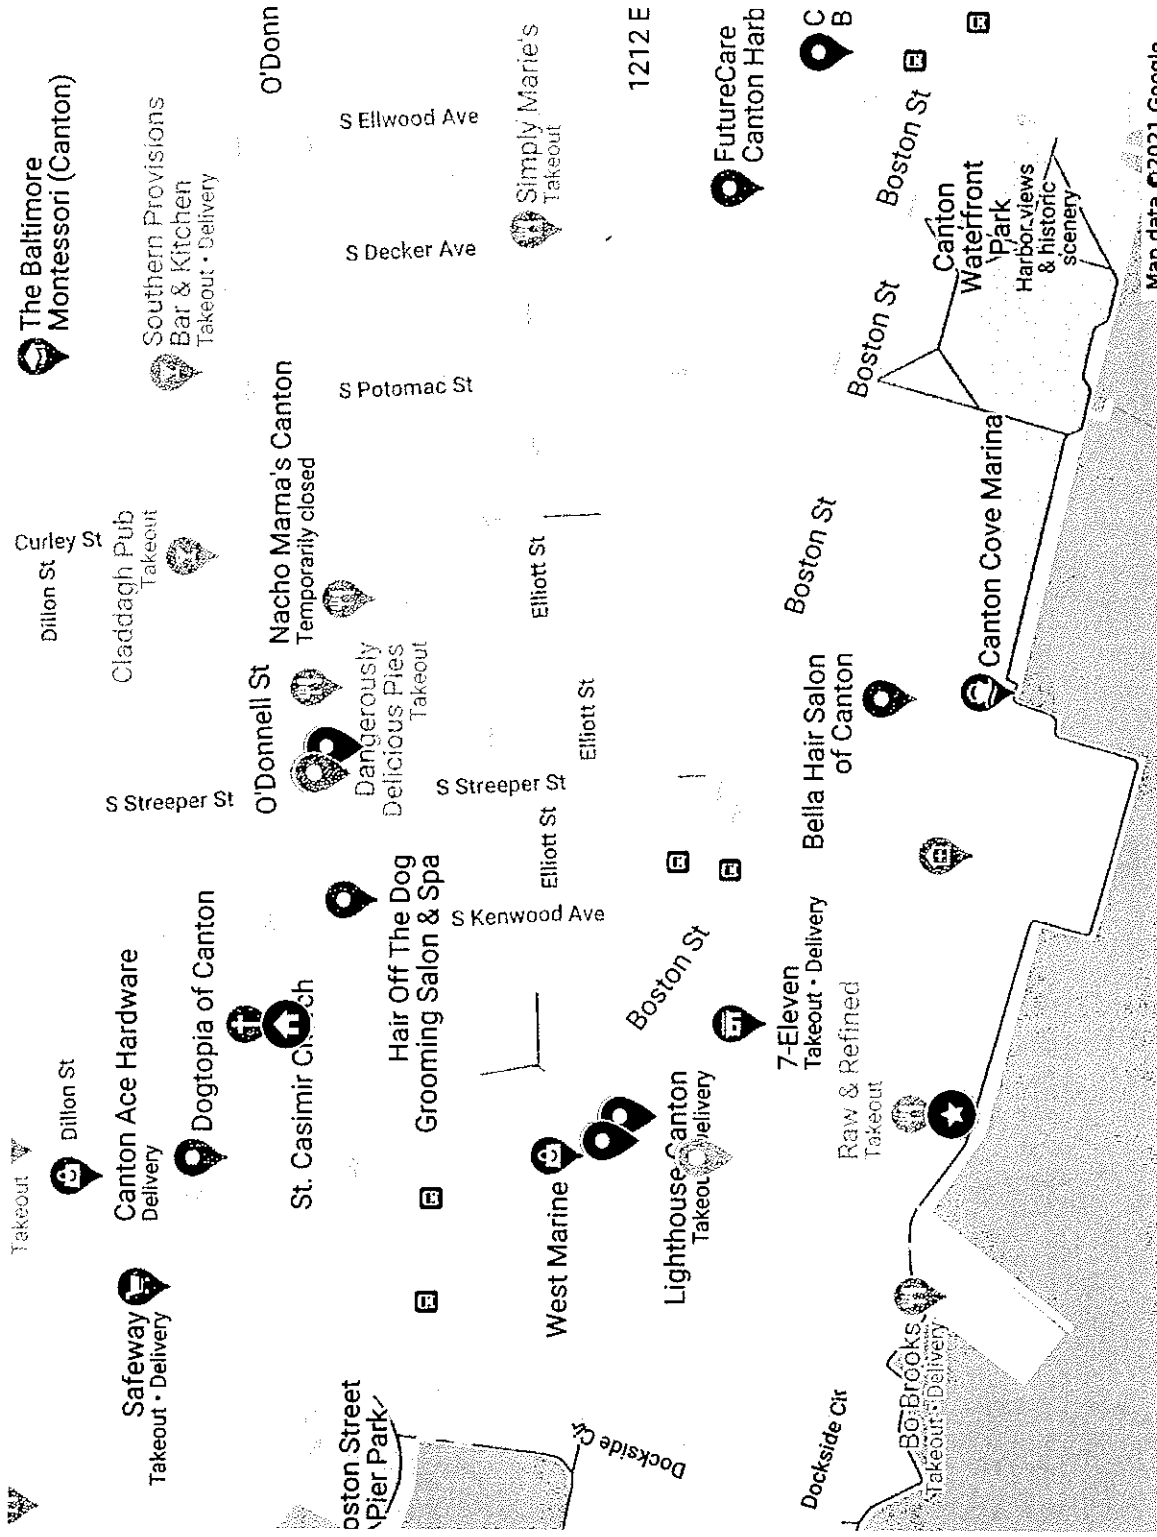 Takeout
Dillon St
Canton Ace Hardware
Delivery
Safeway
Takeout • Delivery
Dogtopia of Canton
St. Casimir Ch
ch
oston Street
Pier Park
Hair Off The Dog
Grooming Salon & Spa
S Kenwood Ave
West Marine
Dockside Cir
Lighthouse Canton
Takeou
Delivery
Boston St
7-Eleven
Takeout • Delivery
Raw & Refined
Takeout
Dockside Cir
Bo Brooks
Takeout • Delivery
Curley St
Dillon St
Claddagh Pub
Takeout
S Streeper St
O'Donnell St
Nacho Mama's Canton
Temporarily closed
Dangerously
Delicious Pies
Takeout
S Streeper St
Elliott St
Elliott St
Elliott St
Bella Hair Salon
of Canton
Boston St
Canton Cove Marina
The Baltimore
Montessori (Canton)
Southern Provisions
Bar & Kitchen
Takeout • Delivery
O'Donn
S Ellwood Ave
S Decker Ave
S Potomac St
Simply Marie's
Takeout
1212 E
FutureCare
Canton Harb
C
B
Boston St
Boston St
Canton
Waterfront
Park
Harbor views
& historic
scenery
Map data ©2021 Google